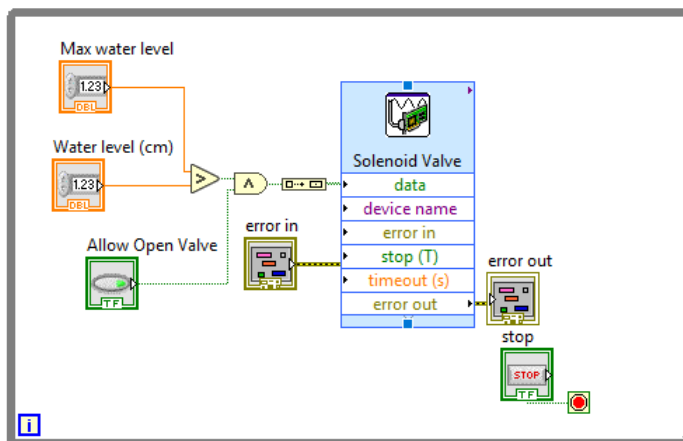 Max water level
1.23
DBL
Water level (cm)
1.23
DBL
>
∧
Allow Open Valve
TF
error in
Solenoid Valve
data
device name
error in
stop (T)
timeout (s)
error out
error out
stop
STOP
TF
i